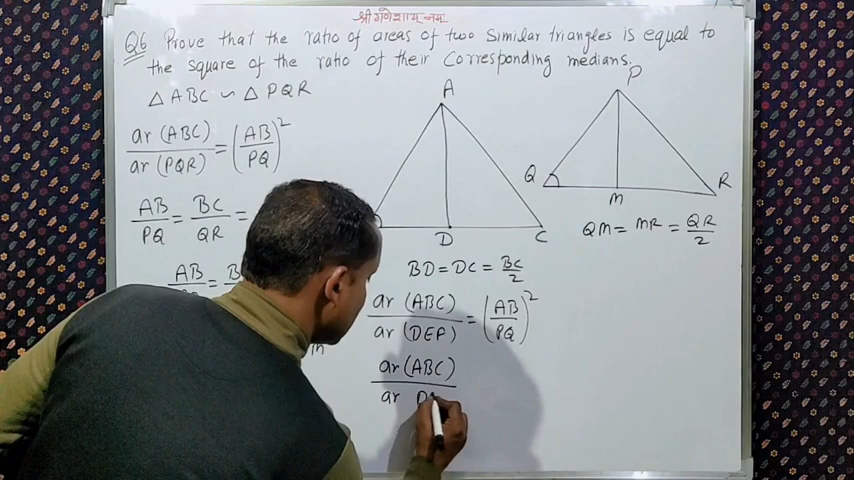 श्री गणेशाय नमः
Q6 Prove that the ratio of areas of two similar triangles is equal to
the square of the ratio of their corresponding medians.
△ABC ∽ △PQR
ar (ABC) / ar (PQR) = (AB/PQ)²
AB/PQ = BC/QR =
AB = B
A
B
D
C
P
Q
M
R
QM = MR = QR/2
BD = DC = BC/2
ar (ABC) / ar (DEF) = (AB/PQ)²
ar (ABC)
ar